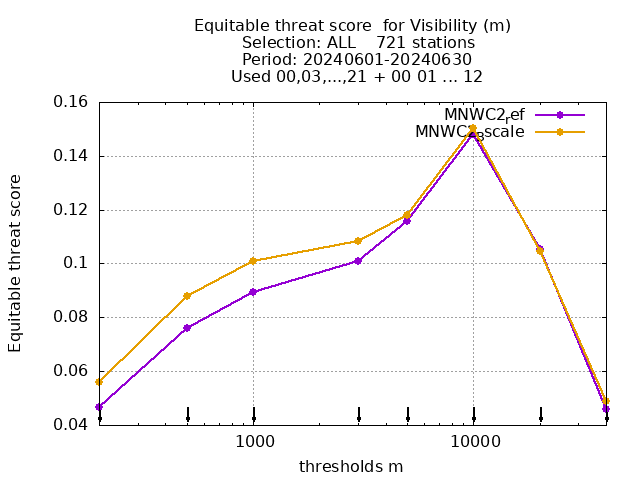 Equitable threat score  for Visibility (m)
Selection: ALL    721 stations
Period: 20240601-20240630
Used 00,03,...,21 + 00 01 ... 12
MNWC2ref
scale
0.16
0.14
0.12
0.1
0.08
0.06
0.04
Equitable threat score
1000
10000
thresholds m